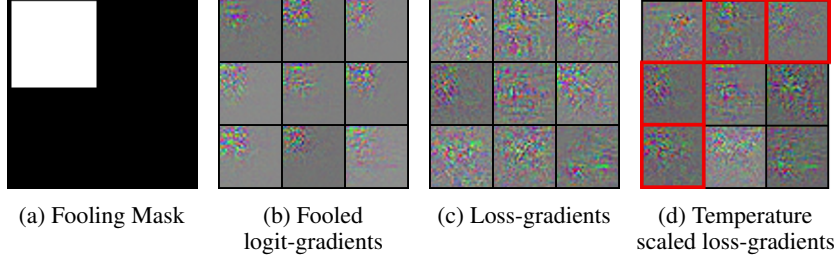 (a) Fooling Mask
(b) Fooled
logit-gradients
(c) Loss-gradients
(d) Temperature
scaled loss-gradients